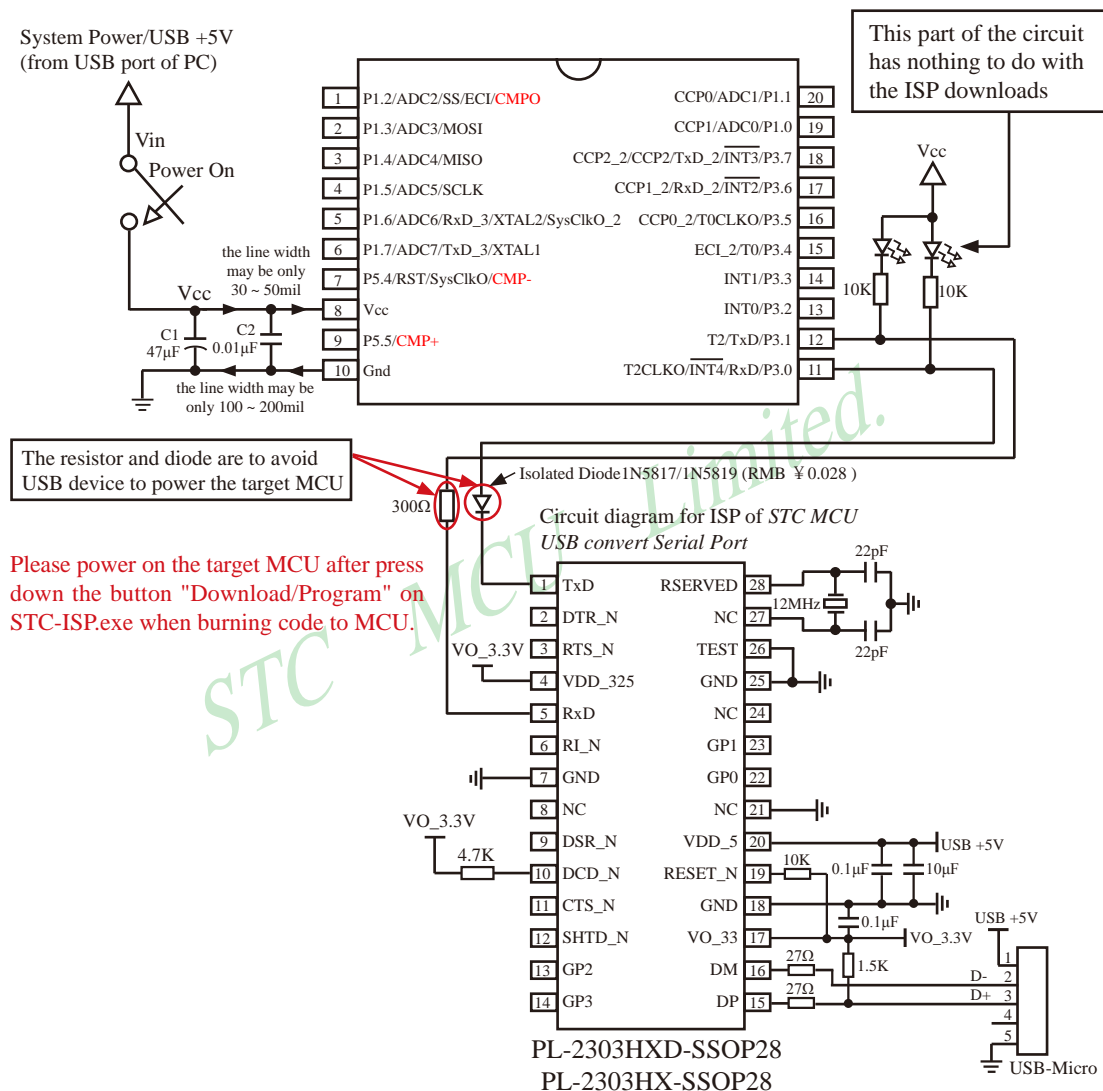 System Power/USB +5V
(from USB port of PC)
Vin
Power On
the line width
may be only
30 ~ 50mil
Vcc
C1
47μF
C2
0.01μF
the line width may be
only 100 ~ 200mil
1 P1.2/ADC2/SS/ECI/CMPO
2 P1.3/ADC3/MOSI
3 P1.4/ADC4/MISO
4 P1.5/ADC5/SCLK
5 P1.6/ADC6/RxD_3/XTAL2/SysClkO_2
6 P1.7/ADC7/TxD_3/XTAL1
7 P5.4/RST/SysClkO/CMP-
8 Vcc
9 P5.5/CMP+
10 Gnd
CCP0/ADC1/P1.1 20
CCP1/ADC0/P1.0 19
CCP2_2/CCP2/TxD_2/INT3/P3.7 18
CCP1_2/RxD_2/INT2/P3.6 17
CCP0_2/T0CLKO/P3.5 16
ECI_2/T0/P3.4 15
INT1/P3.3 14
INT0/P3.2 13
T2/TxD/P3.1 12
T2CLKO/INT4/RxD/P3.0 11
This part of the circuit
has nothing to do with
the ISP downloads
Vcc
10K
10K
The resistor and diode are to avoid
USB device to power the target MCU
300Ω
Isolated Diode1N5817/1N5819 (RMB ¥0.028 )
Please power on the target MCU after press
down the button "Download/Program" on
STC-ISP.exe when burning code to MCU.
STC MCU Limited.
Circuit diagram for ISP of STC MCU
USB convert Serial Port
1 TxD
2 DTR_N
3 RTS_N
VO_3.3V
4 VDD_325
5 RxD
6 RI_N
7 GND
8 NC
VO_3.3V
9 DSR_N
4.7K
10 DCD_N
11 CTS_N
12 SHTD_N
13 GP2
14 GP3
RSERVED 28
NC 27
TEST 26
GND 25
NC 24
GP1 23
GP0 22
NC 21
VDD_5 20
RESET_N 19
GND 18
VO_33 17
DM 16
DP 15
22pF
12MHz
22pF
USB +5V
10K
0.1μF
10μF
0.1μF
VO_3.3V
27Ω
1.5K
27Ω
USB +5V
D-
D+
1
2
3
4
5
USB-Micro
PL-2303HXD-SSOP28
PL-2303HX-SSOP28